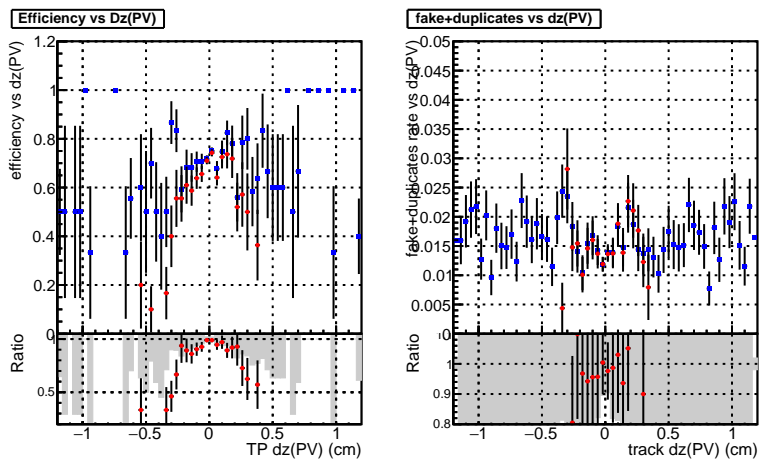 Efficiency vs Dz(PV)
efficiency vs dz(PV)
1.2
1
0.8
0.6
0.4
0.2
0
Ratio
1
0.5
−1 −0.5 0 0.5 1
TP dz(PV) (cm)
fake+duplicates vs dz(PV)
fake+duplicates rate vs dz(PV)
0.05
0.045
0.04
0.035
0.03
0.025
0.02
0.015
0.01
0.005
Ratio
1
0.9
0.8
−1 −0.5 0 0.5 1
track dz(PV) (cm)